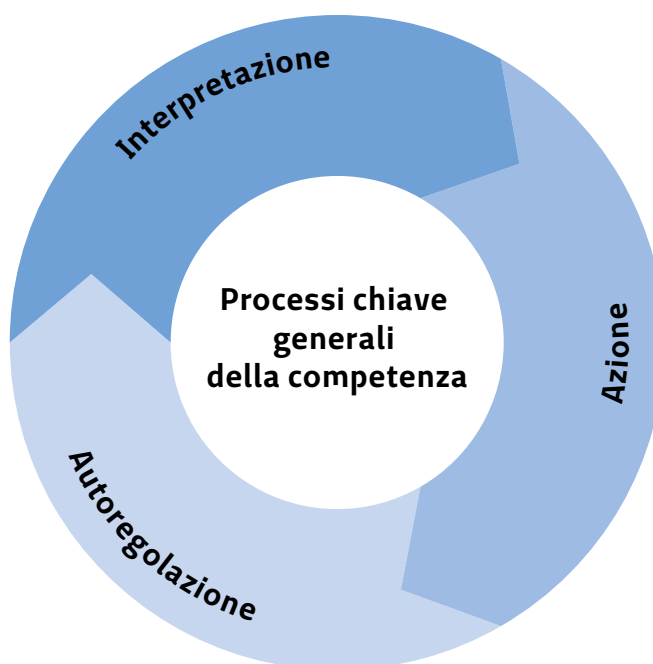 Interpretazione
Processi chiave
generali
della competenza
Azione
Autoregolazione